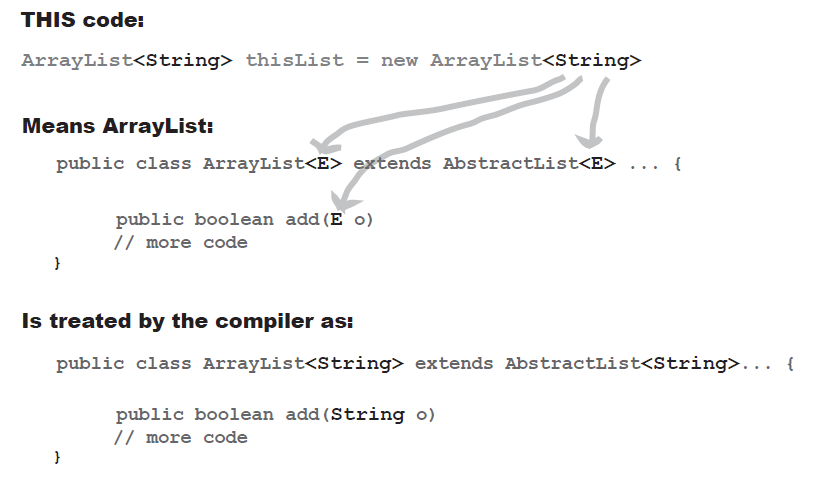 THIS code:
ArrayList<String> thisList = new ArrayList<String>
Means ArrayList:
public class ArrayList<E> extends AbstractList<E> ... {
public boolean add(E o)
// more code
}
Is treated by the compiler as:
public class ArrayList<String> extends AbstractList<String>... {
public boolean add(String o)
// more code
}